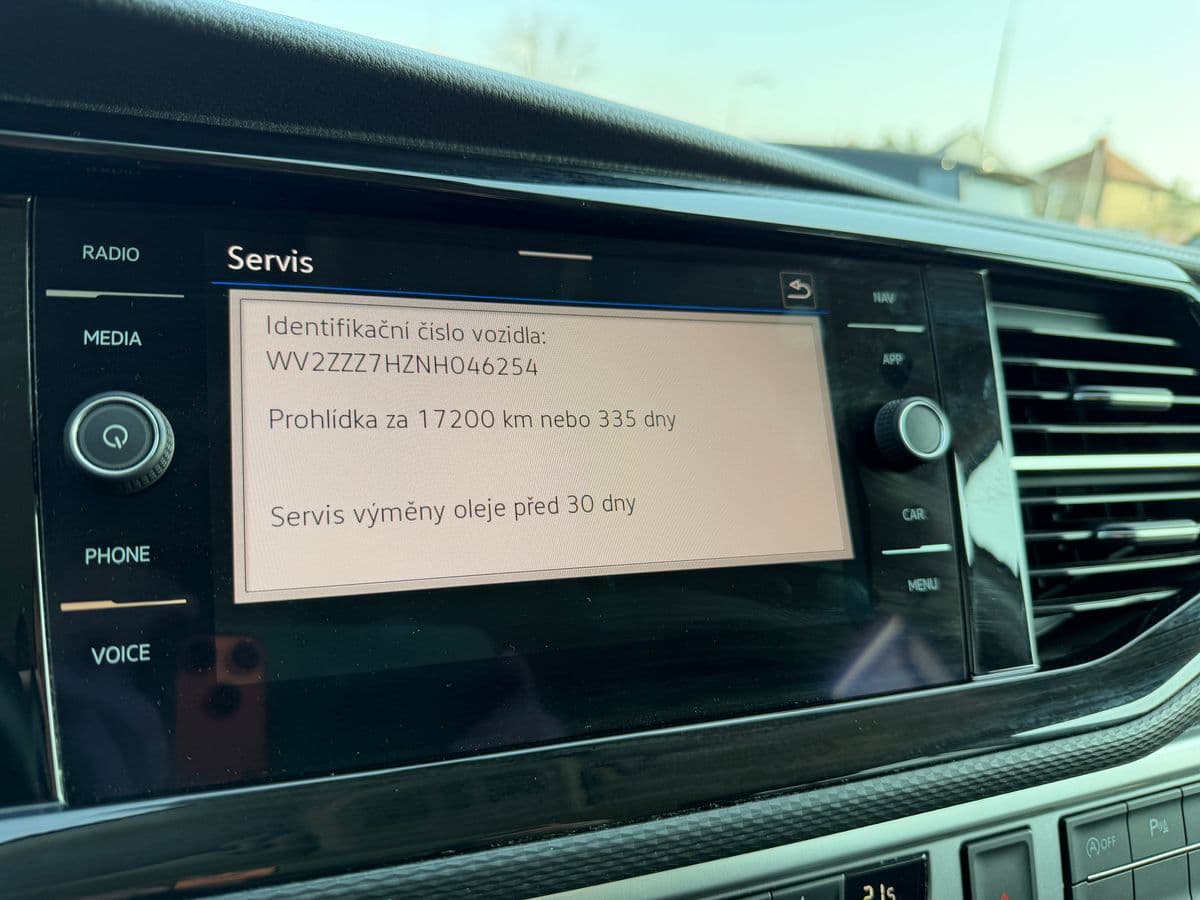 RADIO
MEDIA
PHONE
VOICE
Servis
Identifikační číslo vozidla:
WV2ZZZ7HZNH046254
Prohlídka za 17200 km nebo 335 dny
Servis výměny oleje před 30 dny
NAV
APP
CAR
MENU
A OFF
P